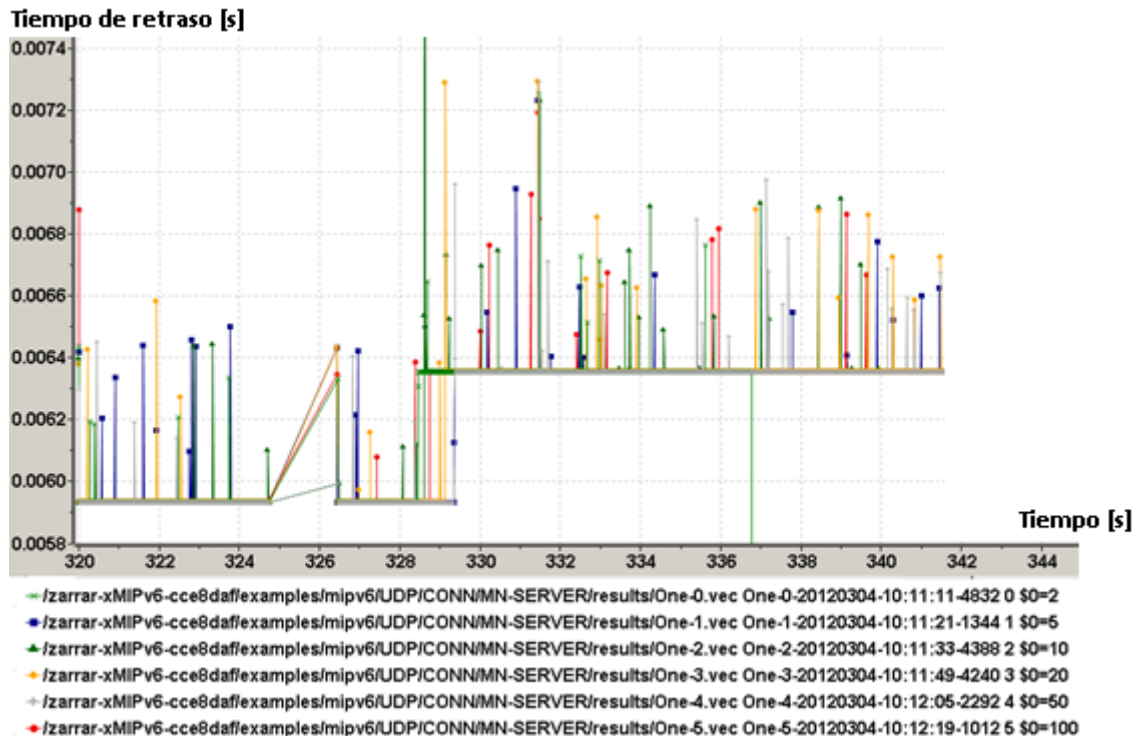 Tiempo de retraso [s]
0.0074
0.0072
0.0070
0.0068
0.0066
0.0064
0.0062
0.0060
0.0058
Tiempo [s]
320 322 324 326 328 330 332 334 336 338 340 342 344
/zarrar-xMIPv6-cce8daf/examples/mipv6/UDP/CONN/MN-SERVER/results/One-0.vec One-0-20120304-10:11:11-4832 0 $0=2
/zarrar-xMIPv6-cce8daf/examples/mipv6/UDP/CONN/MN-SERVER/results/One-1.vec One-1-20120304-10:11:21-1344 1 $0=5
/zarrar-xMIPv6-cce8daf/examples/mipv6/UDP/CONN/MN-SERVER/results/One-2.vec One-2-20120304-10:11:33-4388 2 $0=10
/zarrar-xMIPv6-cce8daf/examples/mipv6/UDP/CONN/MN-SERVER/results/One-3.vec One-3-20120304-10:11:49-4240 3 $0=20
/zarrar-xMIPv6-cce8daf/examples/mipv6/UDP/CONN/MN-SERVER/results/One-4.vec One-4-20120304-10:12:05-2292 4 $0=50
/zarrar-xMIPv6-cce8daf/examples/mipv6/UDP/CONN/MN-SERVER/results/One-5.vec One-5-20120304-10:12:19-1012 5 $0=100